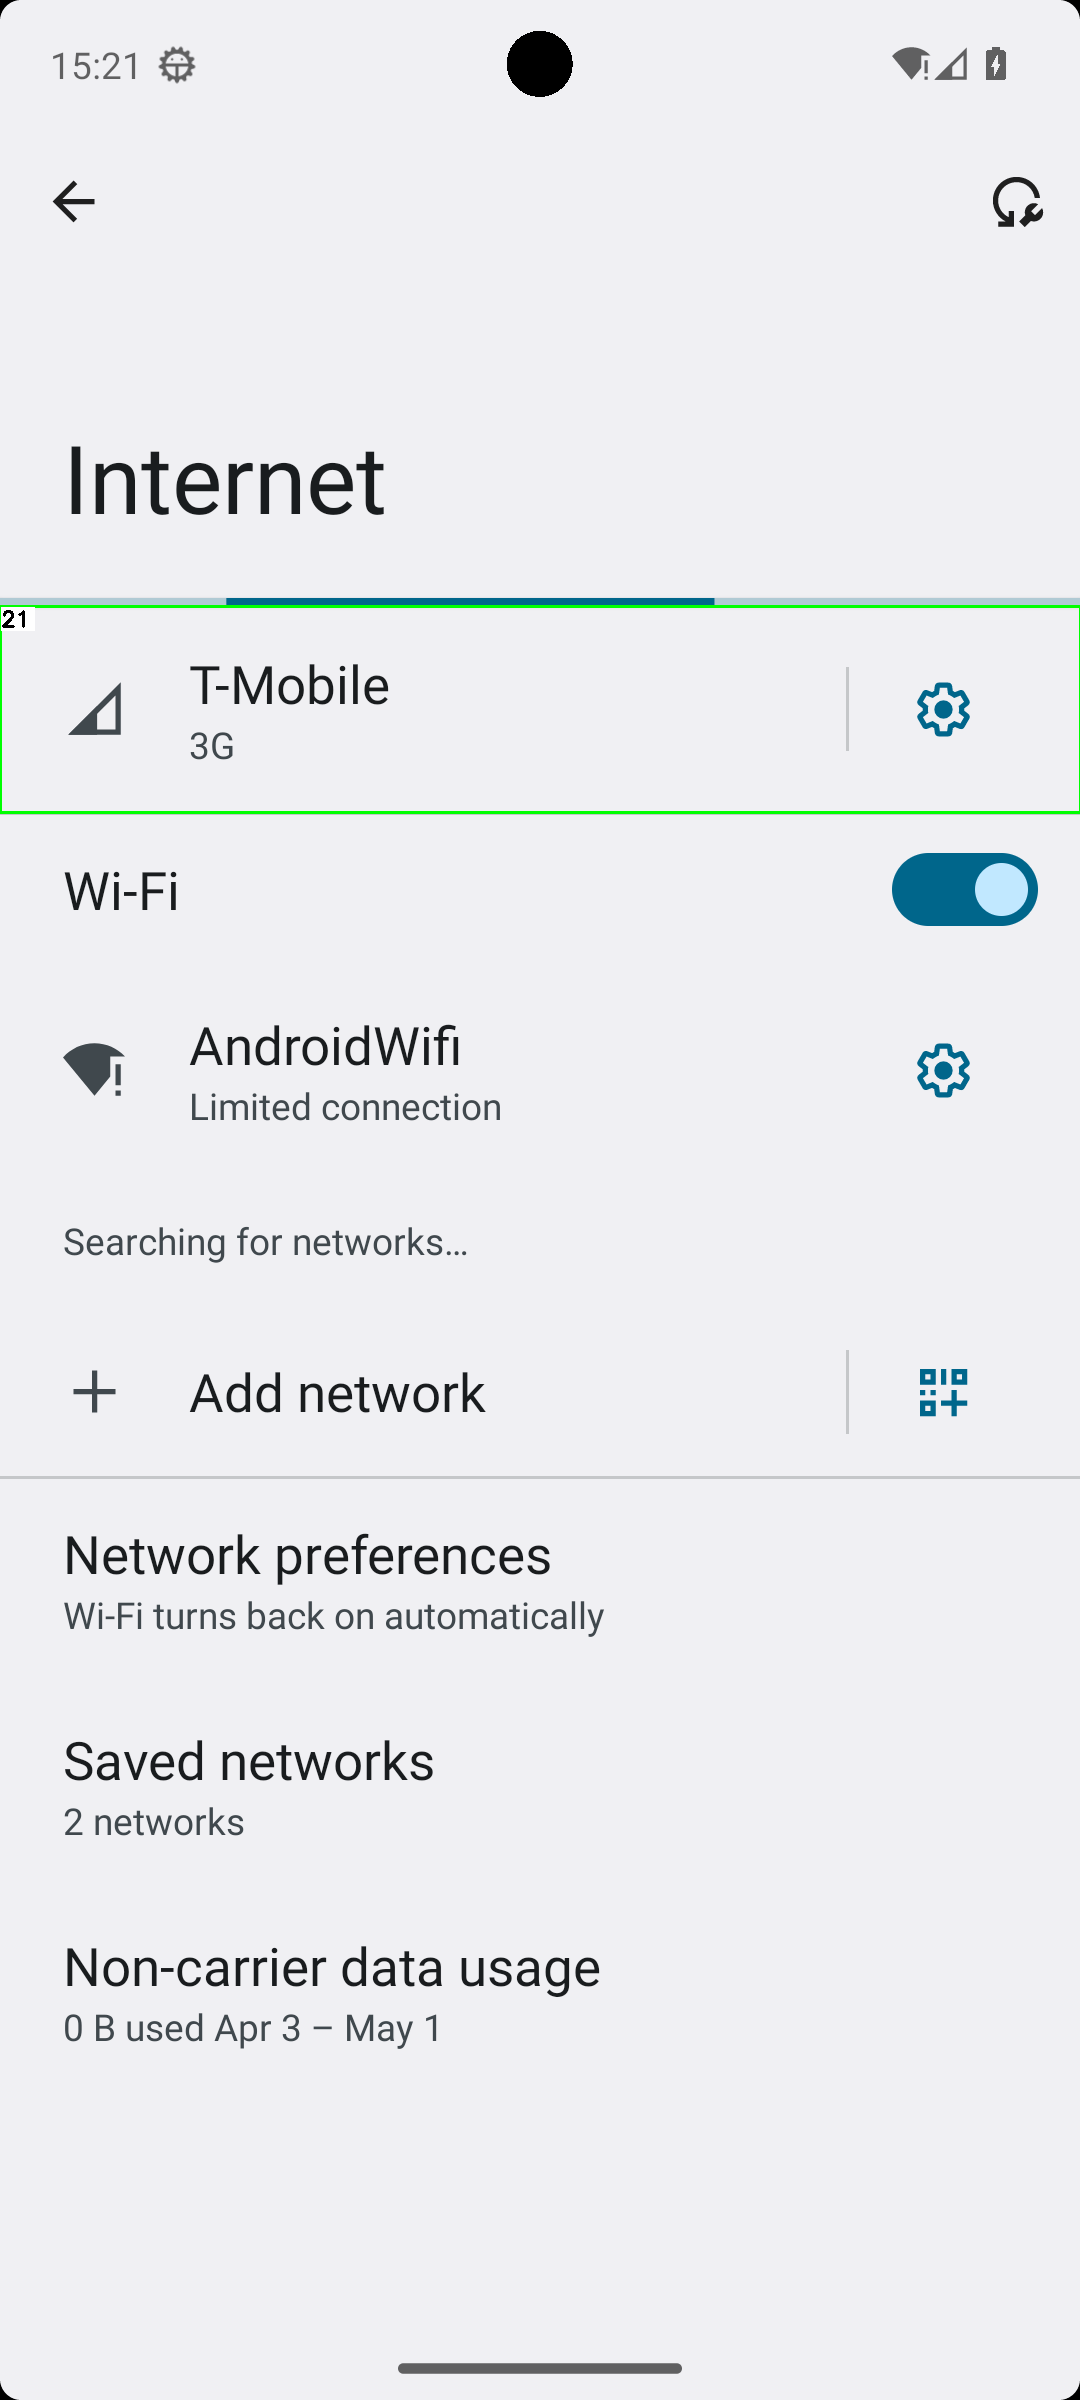 15:21
Internet
21
T-Mobile
3G
Wi-Fi
AndroidWifi
Limited connection
Searching for networks…
Add network
Network preferences
Wi-Fi turns back on automatically
Saved networks
2 networks
Non-carrier data usage
0 B used Apr 3 – May 1